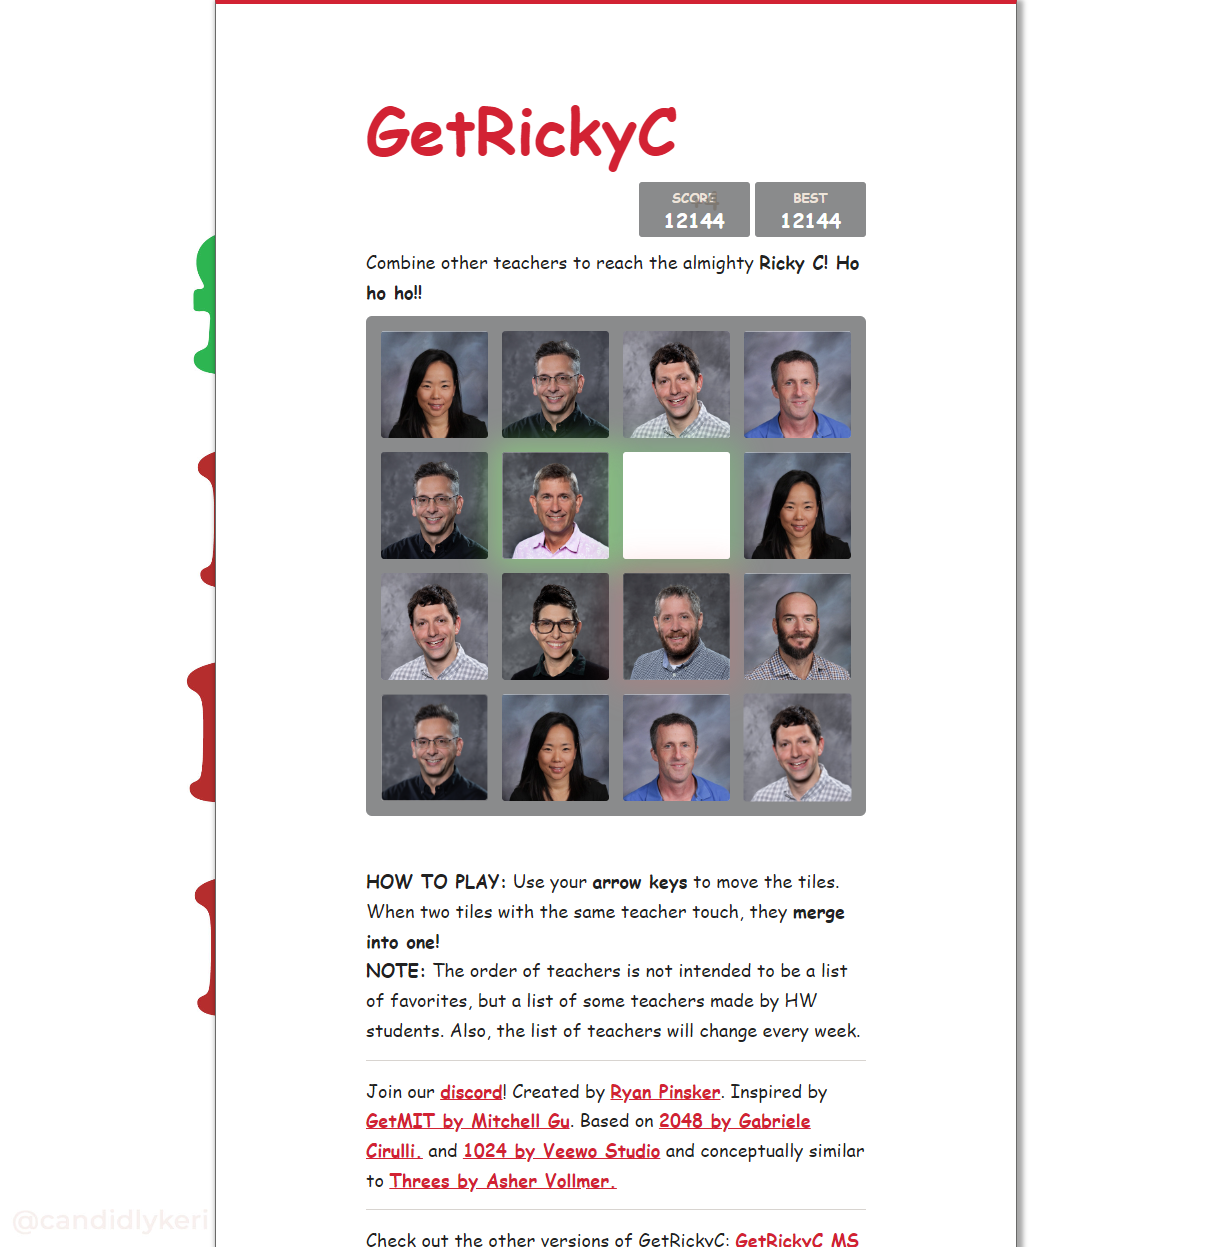 GetRickyC
SCORE BEST
12144 12144
Combine other teachers to reach the almighty Ricky C! Ho
ho ho!!
HOW TO PLAY: Use your arrow keys to move the tiles.
When two tiles with the same teacher touch, they merge
into one!
NOTE: The order of teachers is not intended to be a list
of favorites, but a list of some teachers made by HW
students. Also, the list of teachers will change every week.
Join our discord! Created by Ryan Pinsker. Inspired by
GetMIT by Mitchell Gu. Based on 2048 by Gabriele
Cirulli. and 1024 by Veewo Studio and conceptually similar
to Threes by Asher Vollmer.
@candidlykeri
Check out the other versions of GetRickyC: GetRickyC MS